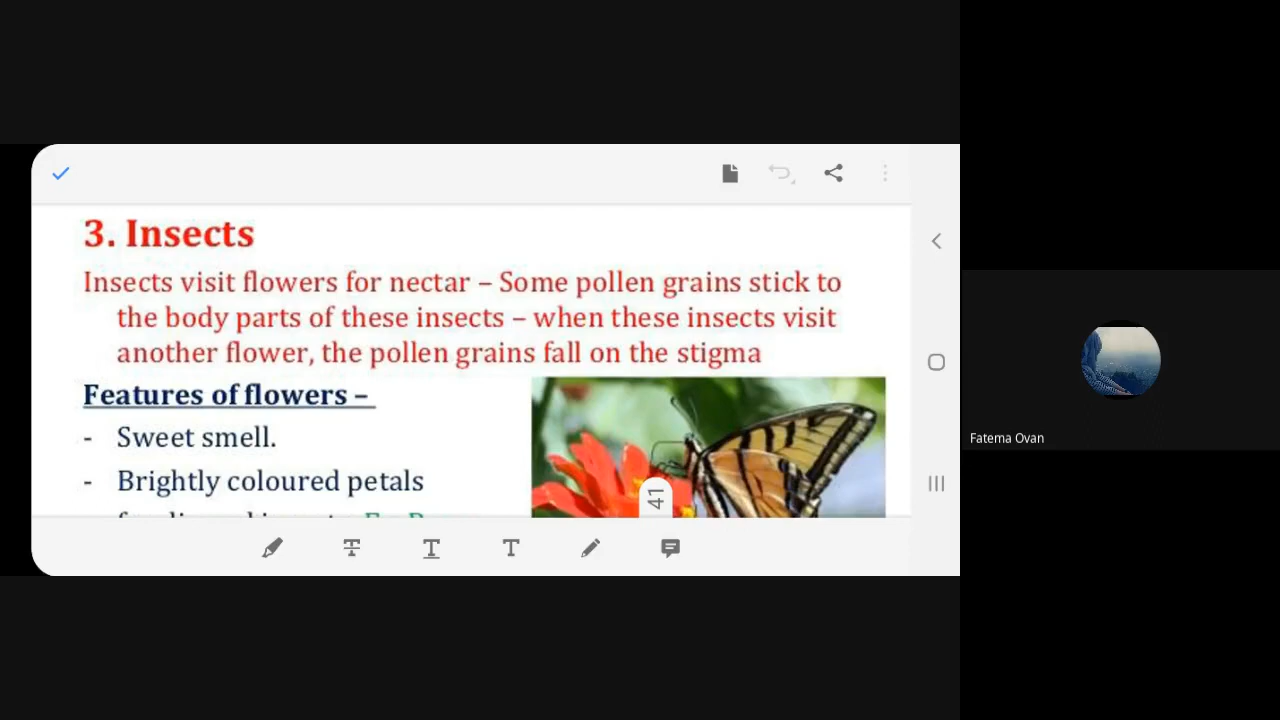 3. Insects
Insects visit flowers for nectar – Some pollen grains stick to
the body parts of these insects – when these insects visit
another flower, the pollen grains fall on the stigma
Features of flowers –
- Sweet smell.
- Brightly coloured petals
41
Fatema Ovan